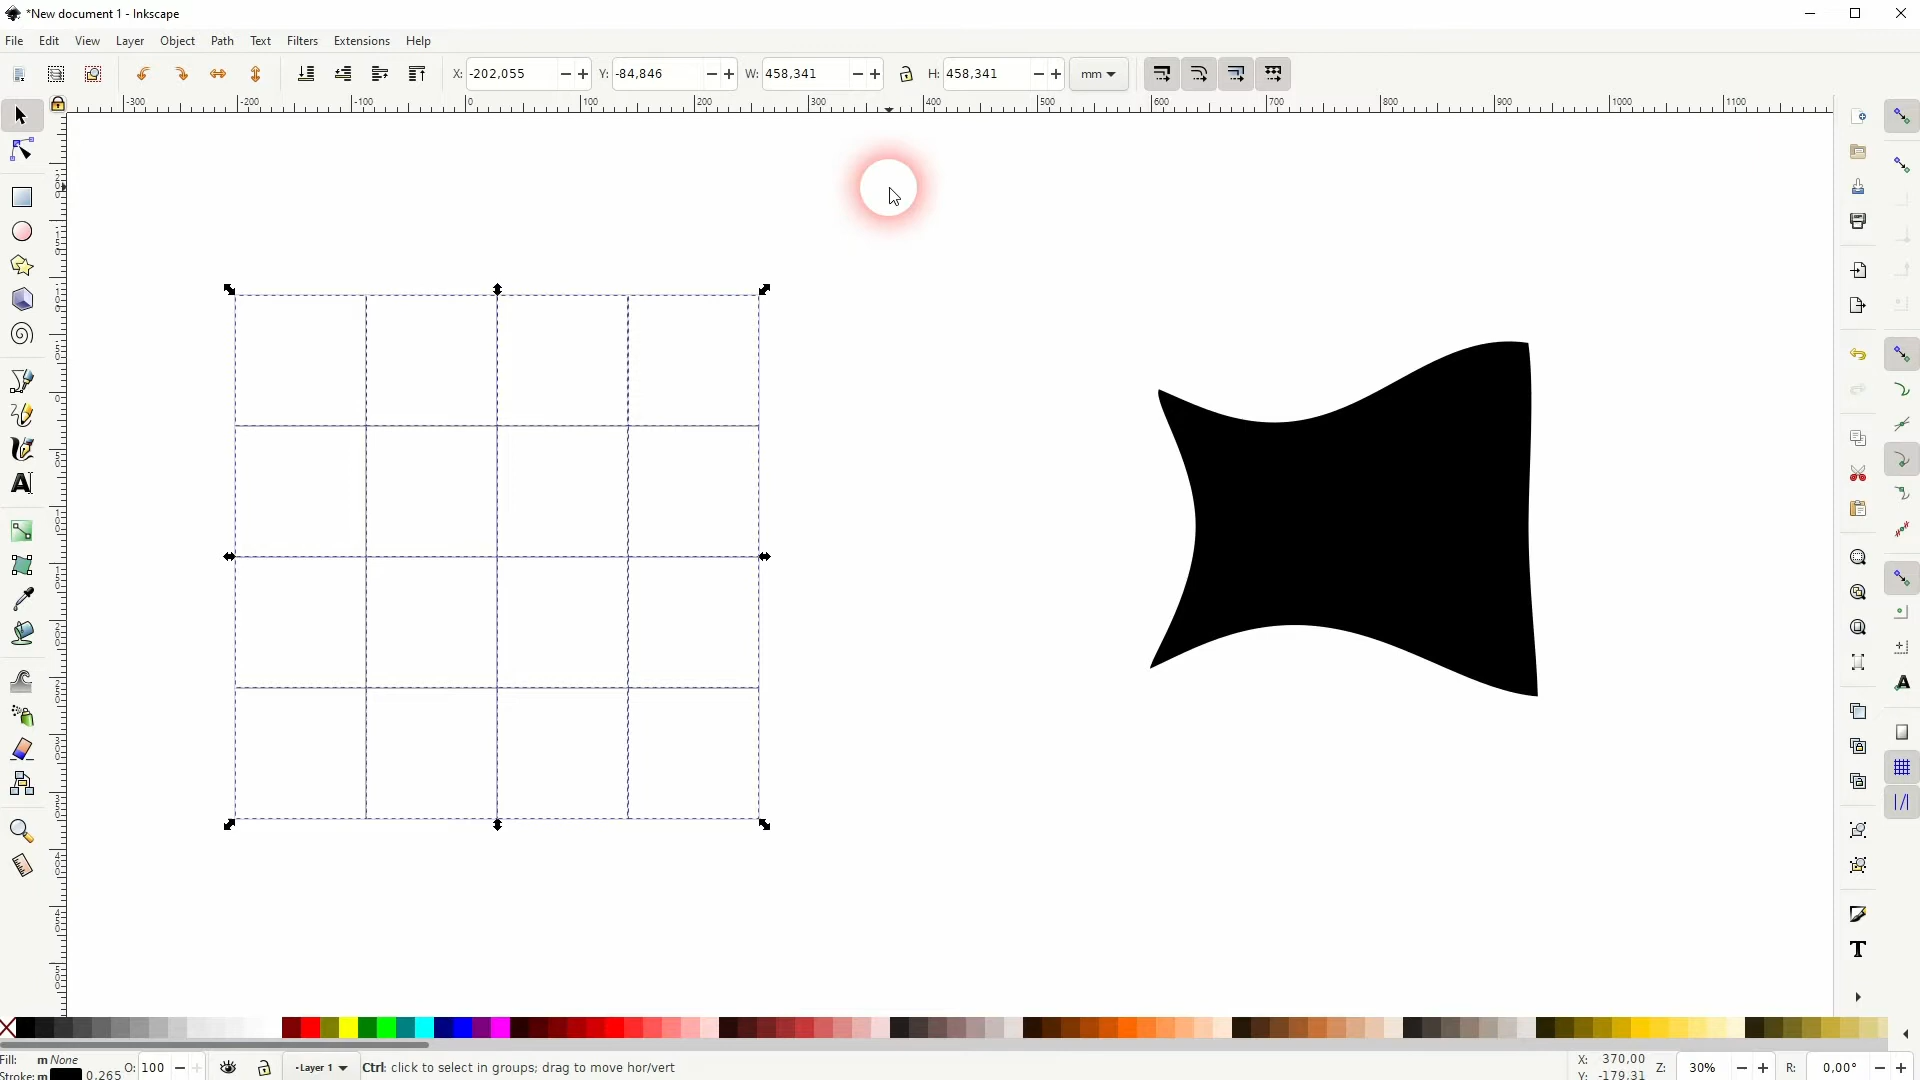 *New document 1 - Inkscape
File Edit View Layer Object Path Text Filters Extensions Help
X: -202,055 Y: -84,846 W: 458,341 H: 458,341 mm
-300 -200 -100 0 100 200 300 400 500 600 700 800 900 1000 1100
Fill: m None O: 100 -Layer 1 Ctrl: click to select in groups; drag to move hor/vert X: 370,00 Z: 30% R: 0,00°
Stroke: m 0,265 Y: -179,31